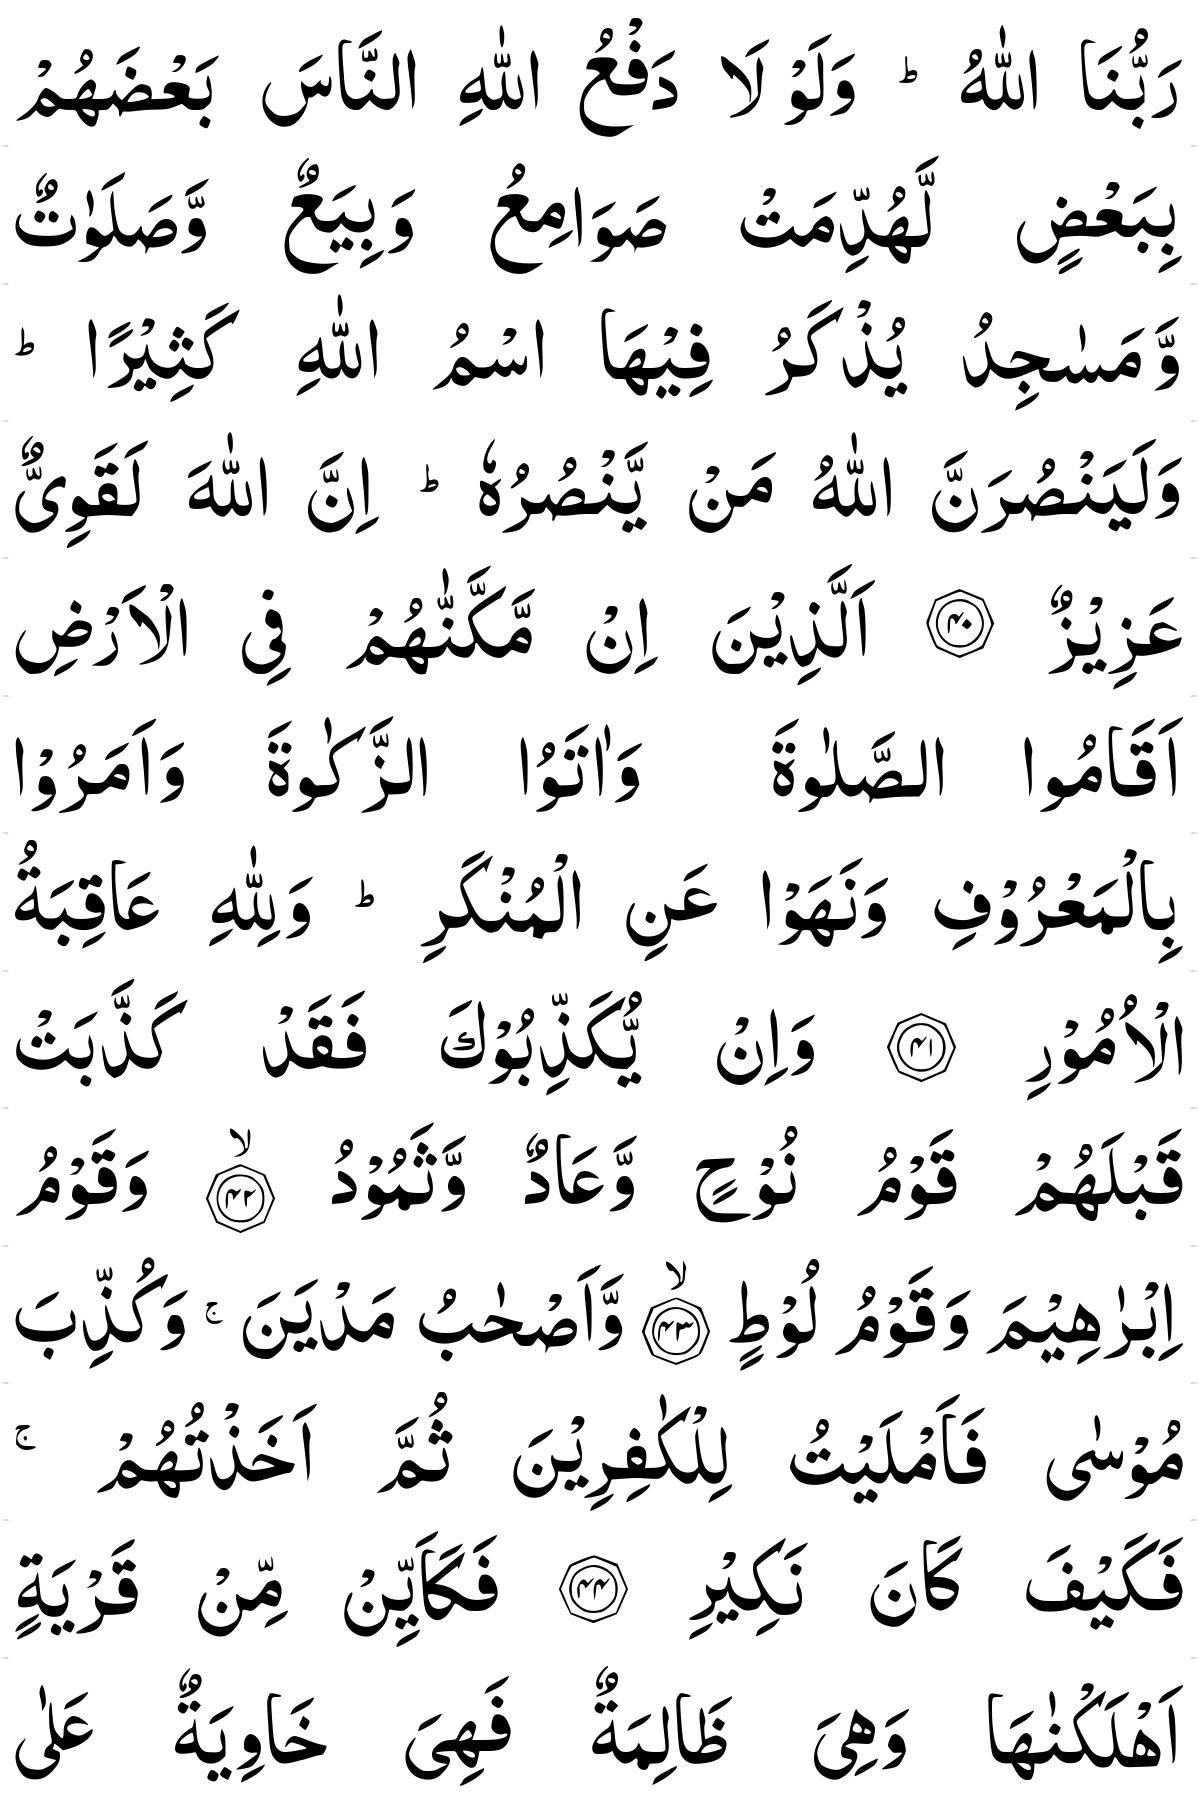 رَبُّنَا اللّٰهُ ؕ وَلَوْ لَا دَفْعُ اللّٰهِ النَّاسَ بَعْضَهُمْ
بِبَعْضٍ لَّهُدِّمَتْ صَوَامِعُ وَبِيَعٌ وَّصَلَوٰتٌ
وَّمَسٰجِدُ يُذْكَرُ فِيْهَا اسْمُ اللّٰهِ كَثِيْرًا ؕ
وَلَيَنْصُرَنَّ اللّٰهُ مَنْ يَّنْصُرُهٗ ؕ اِنَّ اللّٰهَ لَقَوِىٌّ
عَزِيْزٌ ﴿۴۰﴾ اَلَّذِيْنَ اِنْ مَّكَّنّٰهُمْ فِى الْاَرْضِ
اَقَامُوا الصَّلٰوةَ وَاٰتَوُا الزَّكٰوةَ وَاَمَرُوْا
بِالْمَعْرُوْفِ وَنَهَوْا عَنِ الْمُنْكَرِ ؕ وَلِلّٰهِ عَاقِبَةُ
الْاُمُوْرِ ﴿۴۱﴾ وَاِنْ يُّكَذِّبُوْكَ فَقَدْ كَذَّبَتْ
قَبْلَهُمْ قَوْمُ نُوْحٍ وَّعَادٌ وَّثَمُوْدُ ۙ﴿۴۲﴾ وَقَوْمُ
اِبْرٰهِيْمَ وَقَوْمُ لُوْطٍ ۙ﴿۴۳﴾ وَّاَصْحٰبُ مَدْيَنَ ۚ وَكُذِّبَ
مُوْسٰى فَاَمْلَيْتُ لِلْكٰفِرِيْنَ ثُمَّ اَخَذْتُهُمْ ۚ
فَكَيْفَ كَانَ نَكِيْرِ ﴿۴۴﴾ فَكَاَيِّنْ مِّنْ قَرْيَةٍ
اَهْلَكْنٰهَا وَهِىَ ظَالِمَةٌ فَهِىَ خَاوِيَةٌ عَلٰى